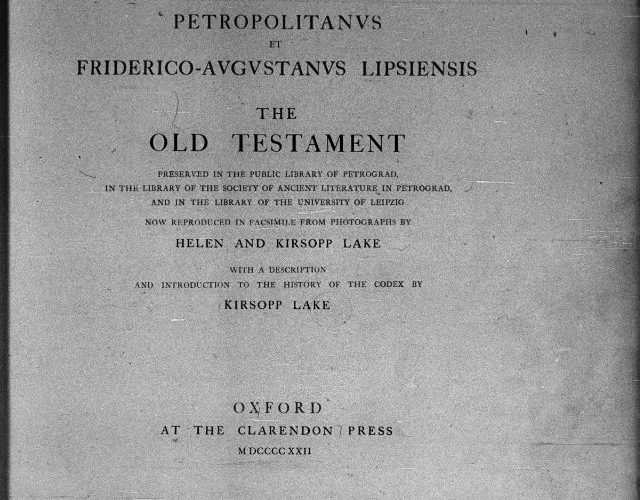 PETROPOLITANVS
ET
FRIDERICO-AVGVSTANVS LIPSIENSIS
THE
OLD TESTAMENT
PRESERVED IN THE PUBLIC LIBRARY OF PETROGRAD,
IN THE LIBRARY OF THE SOCIETY OF ANCIENT LITERATURE IN PETROGRAD,
AND IN THE LIBRARY OF THE UNIVERSITY OF LEIPZIG
NOW REPRODUCED IN FACSIMILE FROM PHOTOGRAPHS BY
HELEN AND KIRSOPP LAKE
WITH A DESCRIPTION
AND INTRODUCTION TO THE HISTORY OF THE CODEX BY
KIRSOPP LAKE
OXFORD
AT THE CLARENDON PRESS
MDCCCCXXII